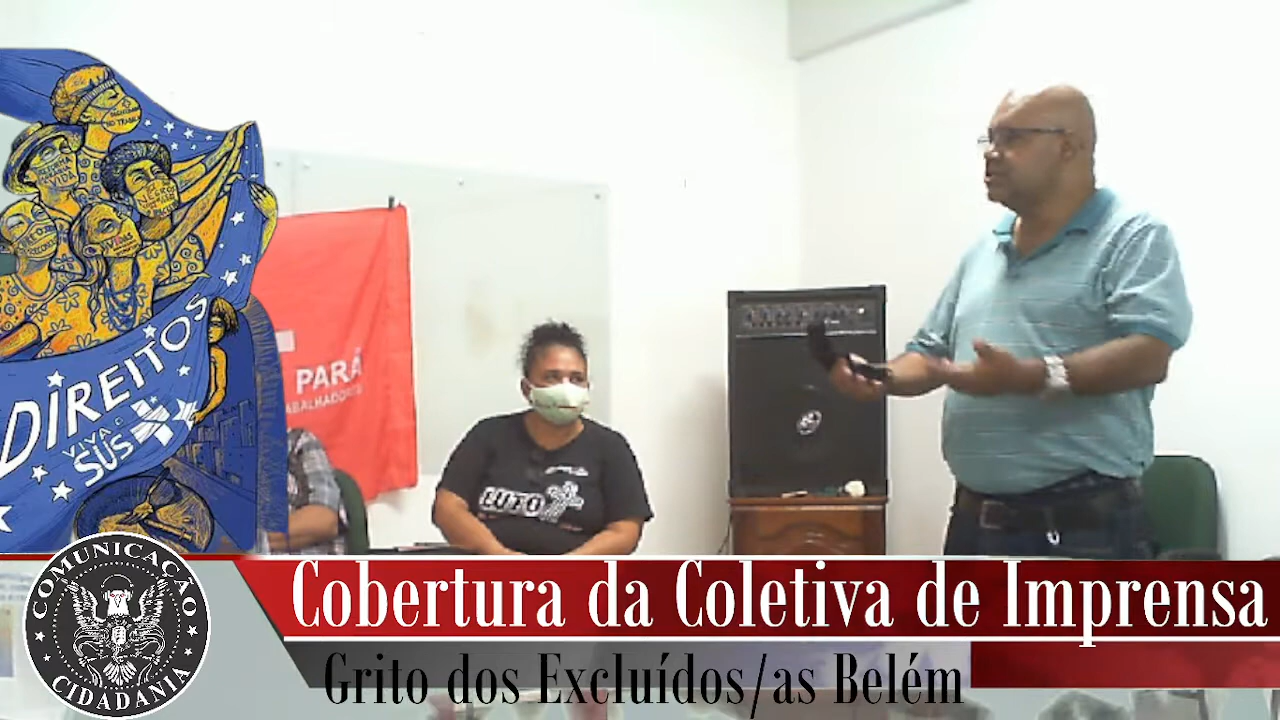 DIREITOS
VIVA O
SUS
PARÁ
LUTO
COMUNICAÇÃO
CIDADANIA
Cobertura da Coletiva de Imprensa
Grito dos Excluídos/as Belém